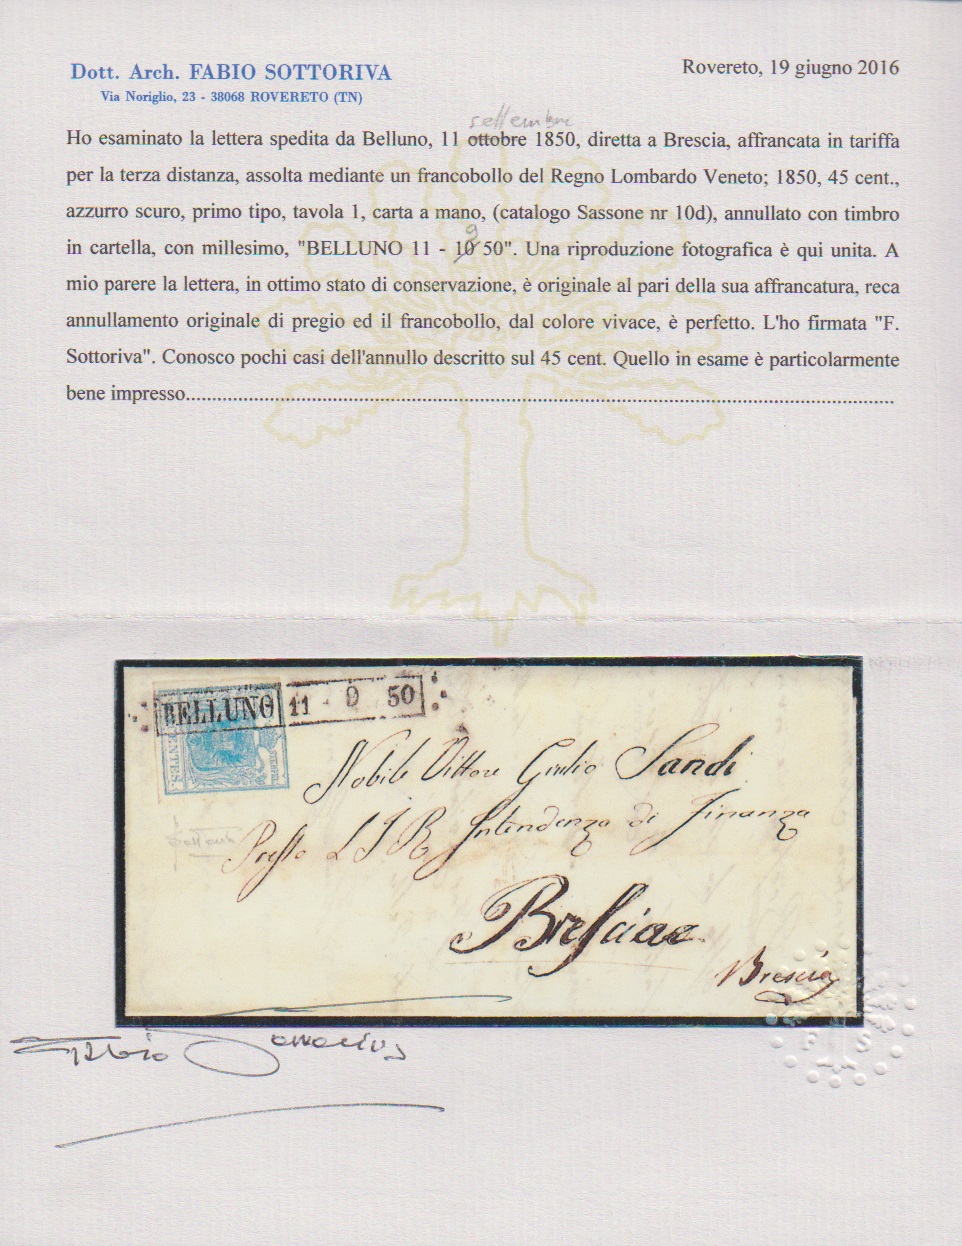 Dott. Arch. FABIO SOTTORIVA
Via Noriglio, 23 - 38068 ROVERETO (TN)
Rovereto, 19 giugno 2016
settembre
Ho esaminato la lettera spedita da Belluno, 11 ottobre 1850, diretta a Brescia, affrancata in tariffa
per la terza distanza, assolta mediante un francobollo del Regno Lombardo Veneto; 1850, 45 cent.,
azzurro scuro, primo tipo, tavola 1, carta a mano, (catalogo Sassone nr 10d), annullato con timbro
9
in cartella, con millesimo, "BELLUNO 11 - 10 50". Una riproduzione fotografica è qui unita. A
mio parere la lettera, in ottimo stato di conservazione, è originale al pari della sua affrancatura, reca
annullamento originale di pregio ed il francobollo, dal colore vivace, è perfetto. L'ho firmata "F.
Sottoriva". Conosco pochi casi dell'annullo descritto sul 45 cent. Quello in esame è particolarmente
bene impresso.......................................................................................................................................
BELLUNO 11 - 9 50
CENTES.
Nobile Vittore Giulio Sandi
Presso L I R Intendenza di Finanza
Brescia
Brescia
Fabio Sottoriva
F S